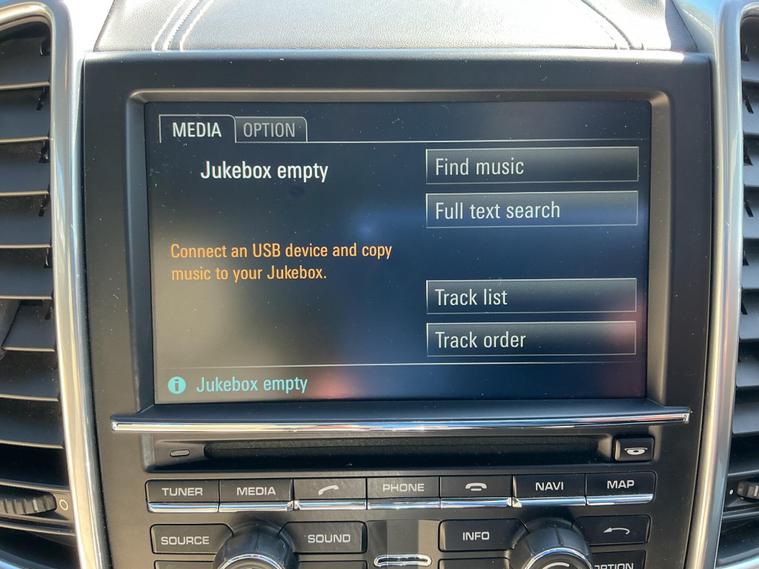 MEDIA OPTION
Jukebox empty
Find music
Full text search
Connect an USB device and copy
music to your Jukebox.
Track list
Track order
Jukebox empty
TUNER MEDIA PHONE NAVI MAP
SOURCE SOUND INFO
OPTION